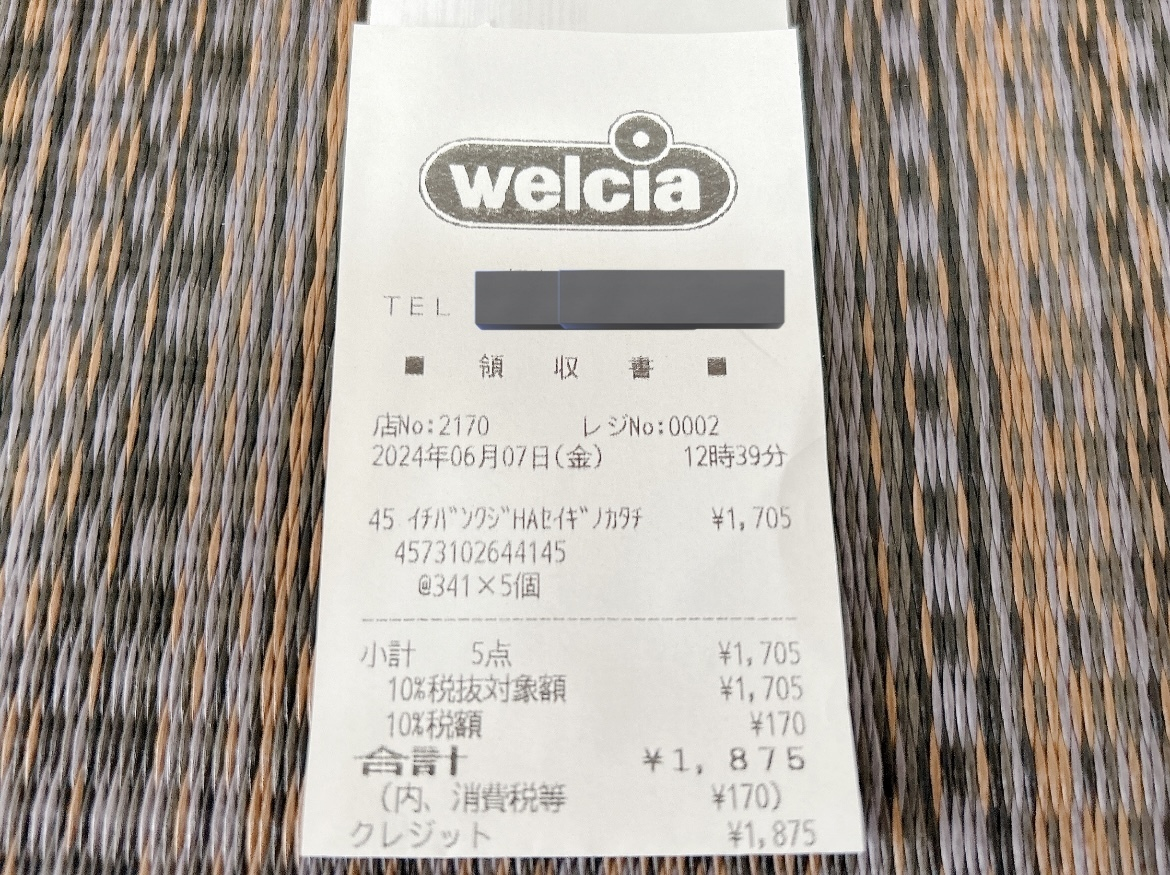 welcia
TEL
■ 領 収 書 ■
店No:2170 レジNo:0002
2024年06月07日(金) 12時39分
45 ｲﾁﾊﾞﾝｸｼﾞHAｾｲｷﾞﾉｶﾀﾁ ¥1,705
4573102644145
@341×5個
小計 5点 ¥1,705
10%税抜対象額 ¥1,705
10%税額 ¥170
合計 ¥1,875
(内、消費税等 ¥170)
クレジット ¥1,875